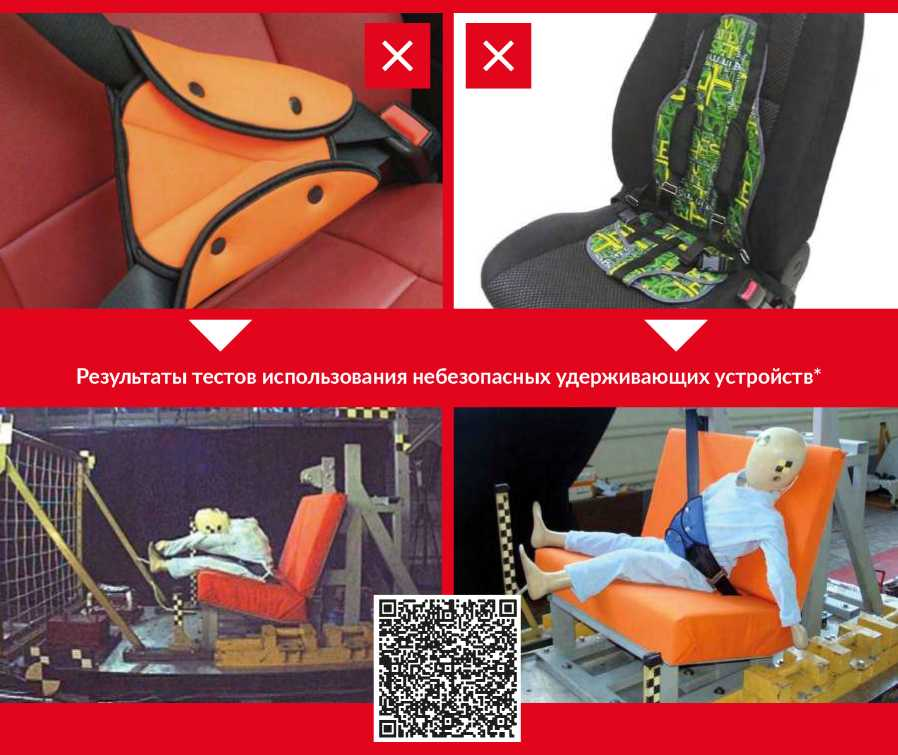 Результаты тестов использования небезопасных удерживающих устройств*